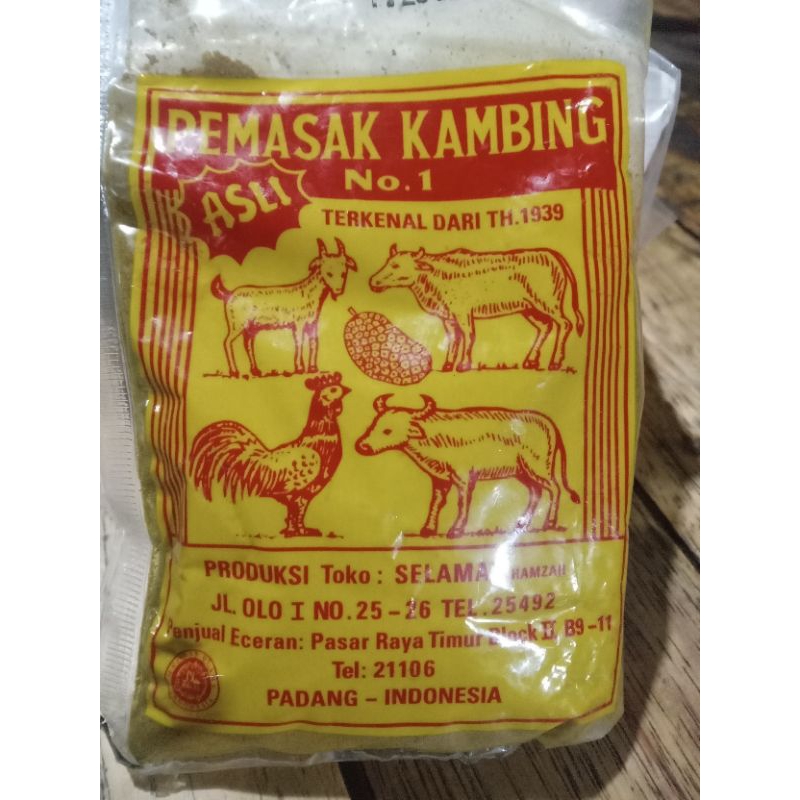 PEMASAK KAMBING
No. 1
ASLI
TERKENAL DARI TH.1939
PRODUKSI Toko : SELAMA HAMZAH
JL. OLO I NO. 25 - 26 TEL. 25492
Penjual Eceran: Pasar Raya Timur Block II, B9 - 11
Tel: 21106
PADANG - INDONESIA